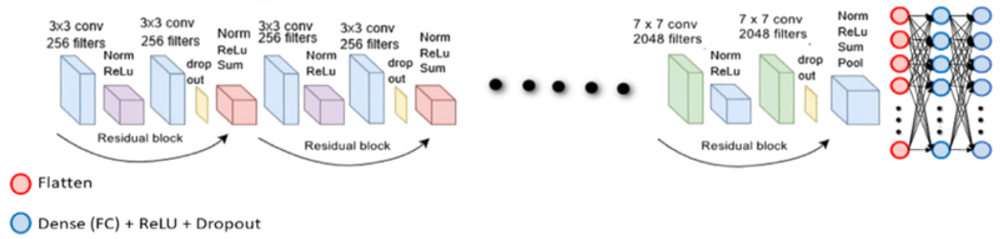 3x3 conv
256 filters
Norm
ReLu
3x3 conv
256 filters
drop
out
Norm
ReLu
Sum
3x3 conv
256 filters
Norm
ReLu
3x3 conv
256 filters
drop
out
Norm
ReLu
Sum
Residual block
Residual block
7 x 7 conv
2048 filters
Norm
ReLu
7 x 7 conv
2048 filters
drop
out
Norm
ReLu
Sum
Pool
Residual block
Flatten
Dense (FC) + ReLU + Dropout